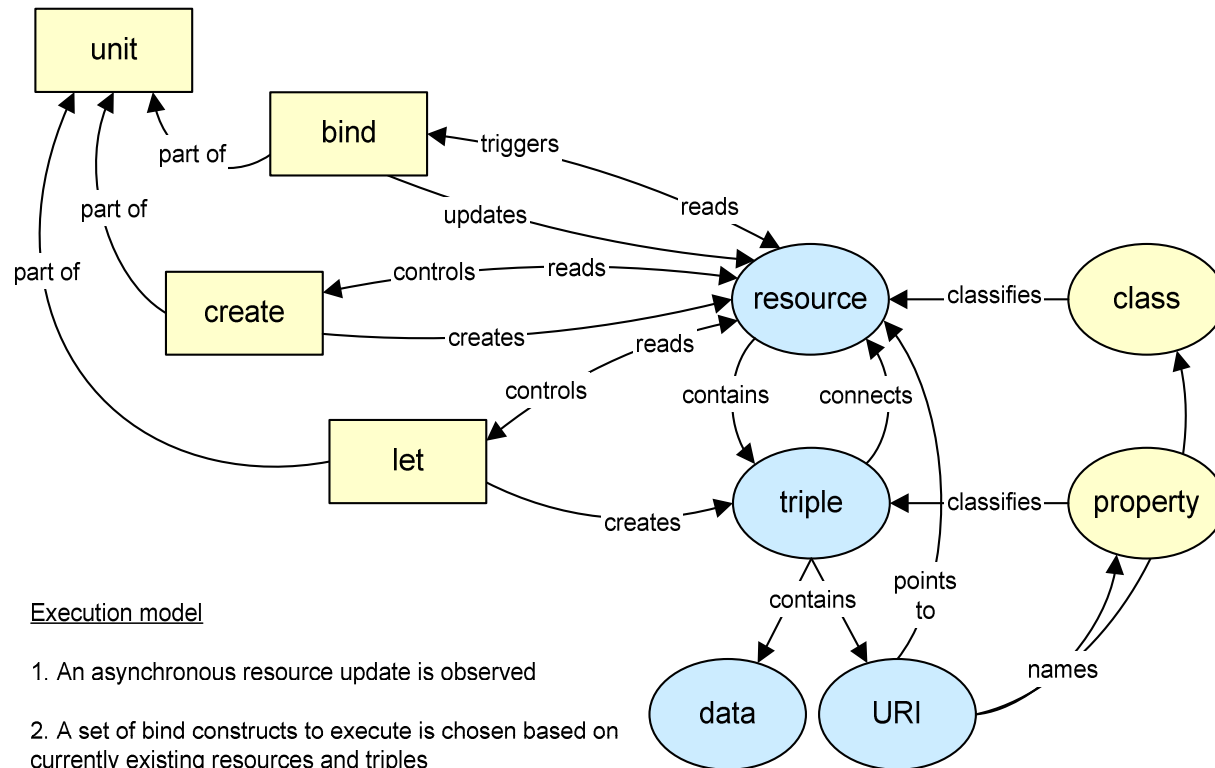 unit
bind
part of
triggers
part of
updates
reads
part of
controls
reads
create
creates
resource
classifies
class
reads
controls
contains
connects
let
creates
triple
classifies
property
contains
points
to
names
data
URI
Execution model
1. An asynchronous resource update is observed
2. A set of bind constructs to execute is chosen based on
currently existing resources and triples